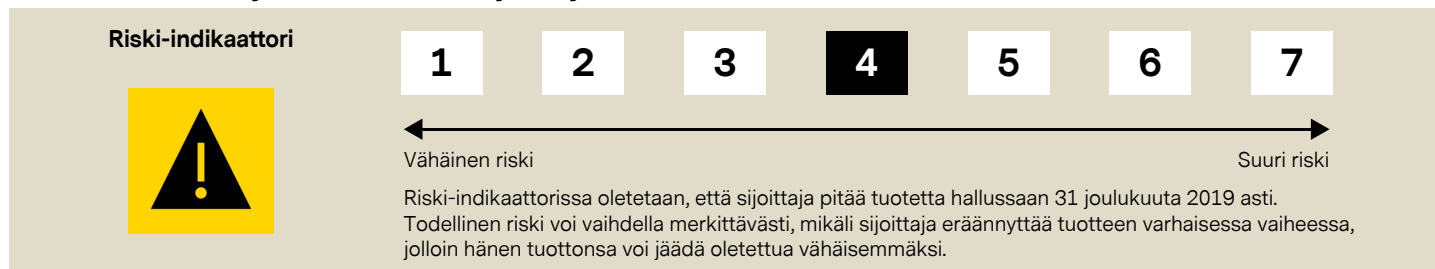 Riski-indikaattori
1 2 3 4 5 6 7
Vähäinen riski Suuri riski
Riski-indikaattorissa oletetaan, että sijoittaja pitää tuotetta hallussaan 31 joulukuuta 2019 asti.
Todellinen riski voi vaihdella merkittävästi, mikäli sijoittaja eräännyttää tuotteen varhaisessa vaiheessa,
jolloin hänen tuottonsa voi jäädä oletettua vähäisemmäksi.